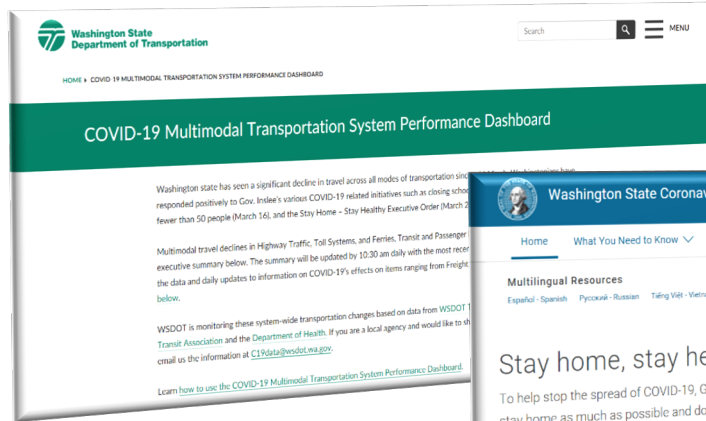 Washington State
Department of Transportation
Search
MENU
HOME ▸ COVID-19 MULTIMODAL TRANSPORTATION SYSTEM PERFORMANCE DASHBOARD
COVID-19 Multimodal Transportation System Performance Dashboard
Washington state has seen a significant decline in travel across all modes of transportation
responded positively to Gov. Inslee's various COVID-19 related initiatives such as closing
fewer than 50 people (March 16), and the Stay Home – Stay Healthy Executive Order (March 2
Multimodal travel declines in Highway Traffic, Toll Systems, and Ferries, Transit and Passenger
executive summary below. The summary will be updated by 10:30 am daily with the most
the data and daily updates to information on COVID-19's effects on items ranging from Freight
below.
WSDOT is monitoring these system-wide transportation changes based on data from WSDOT
Transit Association and the Department of Health. If you are a local agency and would like to
email us the information at C19data@wsdot.wa.gov.
Learn how to use the COVID-19 Multimodal Transportation System Performance Dashboard.
Washington State Coronav
Home What You Need to Know
Multilingual Resources
Español - Spanish Русский - Russian Tiếng Việt - Vietn
Stay home, stay he
To help stop the spread of COVID-19, G
stay home as much as possible and do